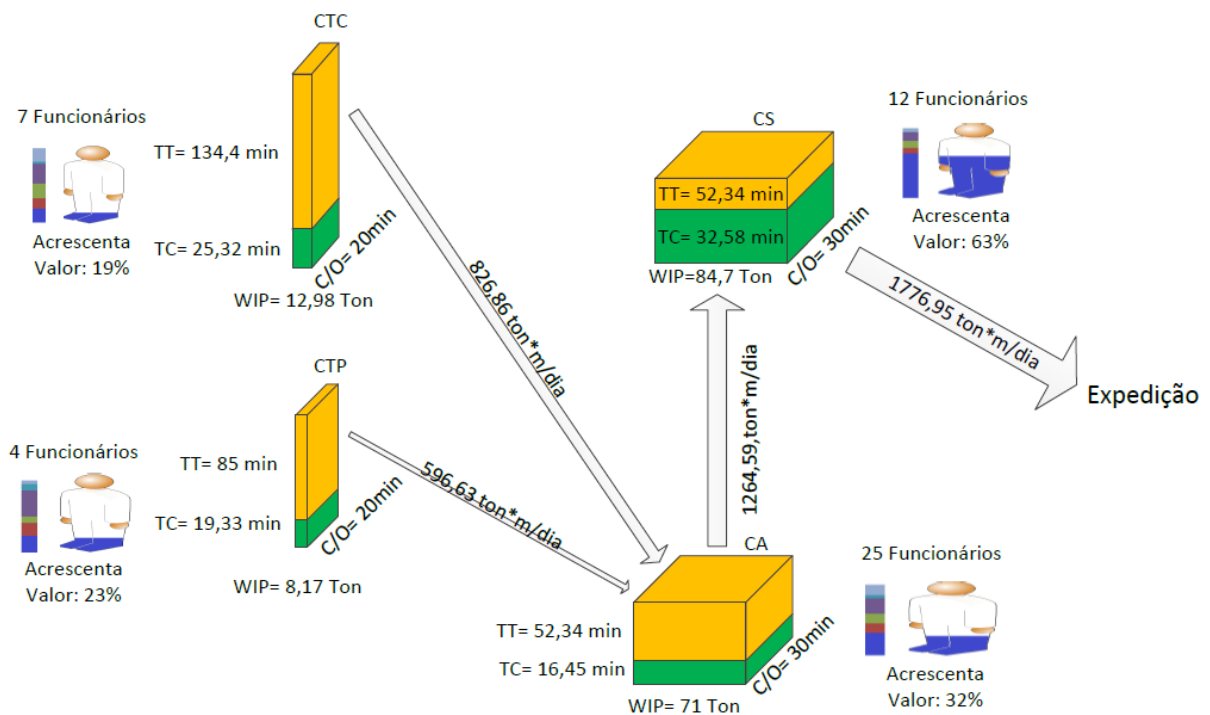 CTC
7 Funcionários
TT= 134,4 min
TC= 25,32 min
C/O= 20min
Acrescenta
Valor: 19%
WIP= 12,98 Ton
826,86 ton*m/dia
CTP
4 Funcionários
TT= 85 min
TC= 19,33 min
C/O= 20min
Acrescenta
Valor: 23%
WIP= 8,17 Ton
596,63 ton*m/dia
CS
12 Funcionários
TT= 52,34 min
TC= 32,58 min
C/O= 30min
Acrescenta
Valor: 63%
WIP=84,7 Ton
1776,95 ton*m/dia
Expedição
1264,59,ton*m/dia
CA
25 Funcionários
TT= 52,34 min
TC= 16,45 min
C/O= 30min
Acrescenta
Valor: 32%
WIP= 71 Ton